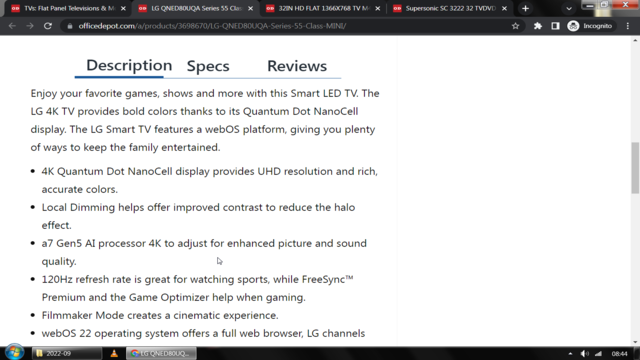 TVs: Flat Panel Televisions & M
LG QNED80UQA Series 55 Class
32IN HD FLAT 1366X768 TV M
Supersonic SC 3222 32 TVDVD
officedepot.com/a/products/3698670/LG-QNED80UQA-Series-55-Class-MINI/
Incognito
Description Specs Reviews
Enjoy your favorite games, shows and more with this Smart LED TV. The
LG 4K TV provides bold colors thanks to its Quantum Dot NanoCell
display. The LG Smart TV features a webOS platform, giving you plenty
of ways to keep the family entertained.
• 4K Quantum Dot NanoCell display provides UHD resolution and rich,
accurate colors.
• Local Dimming helps offer improved contrast to reduce the halo
effect.
• a7 Gen5 AI processor 4K to adjust for enhanced picture and sound
quality.
• 120Hz refresh rate is great for watching sports, while FreeSync™
Premium and the Game Optimizer help when gaming.
• Filmmaker Mode creates a cinematic experience.
• webOS 22 operating system offers a full web browser, LG channels
2022-09
LG QNED80UQA
08:44